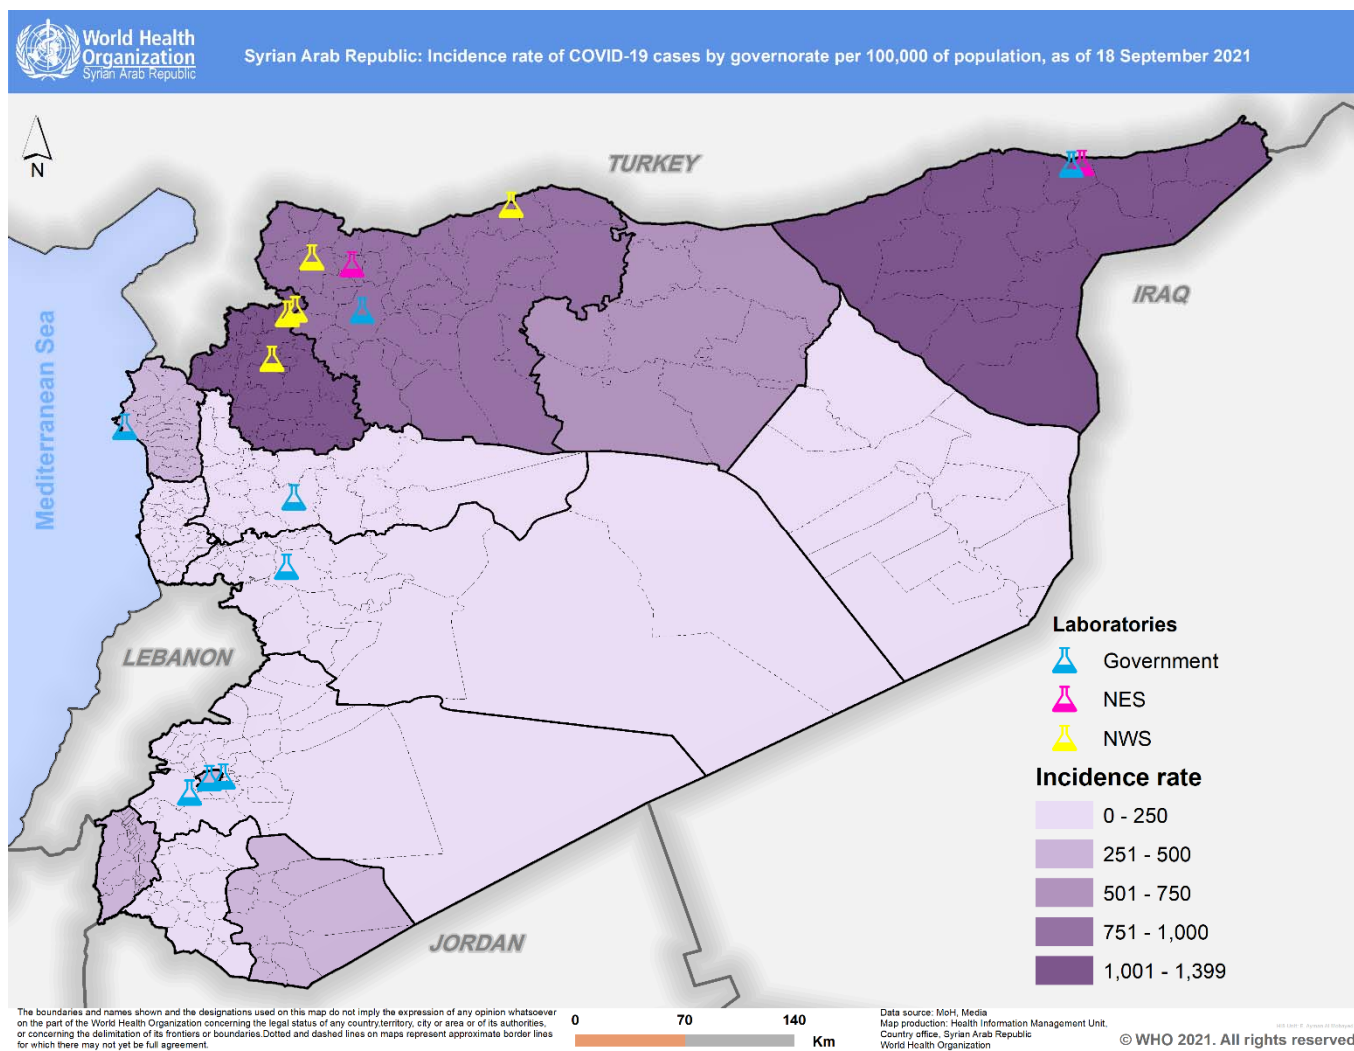 World Health
Organization
Syrian Arab Republic
Syrian Arab Republic: Incidence rate of COVID-19 cases by governorate per 100,000 of population, as of 18 September 2021
N
TURKEY
IRAQ
Mediterranean Sea
LEBANON
JORDAN
Laboratories
Government
NES
NWS
Incidence rate
0 - 250
251 - 500
501 - 750
751 - 1,000
1,001 - 1,399
The boundaries and names shown and the designations used on this map do not imply the expression of any opinion whatsoever
on the part of the World Health Organization concerning the legal status of any country,territory, city or area or of its authorities,
or concerning the delimitation of its frontiers or boundaries.Dotted and dashed lines on maps represent approximate border lines
for which there may not yet be full agreement.
0 70 140
Km
Data source: MoH, Media
Map production: Health Information Management Unit,
Country office, Syrian Arab Republic
World Health Organization
© WHO 2021. All rights reserved